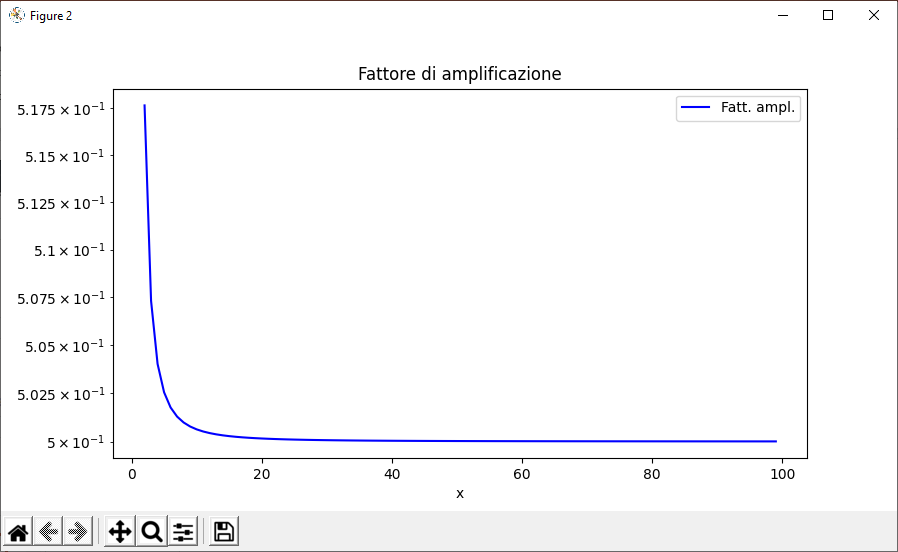 Figure 2
Fattore di amplificazione
Fatt. ampl.
5.175 × 10⁻¹
5.15 × 10⁻¹
5.125 × 10⁻¹
5.1 × 10⁻¹
5.075 × 10⁻¹
5.05 × 10⁻¹
5.025 × 10⁻¹
5 × 10⁻¹
0 20 40 60 80 100
x